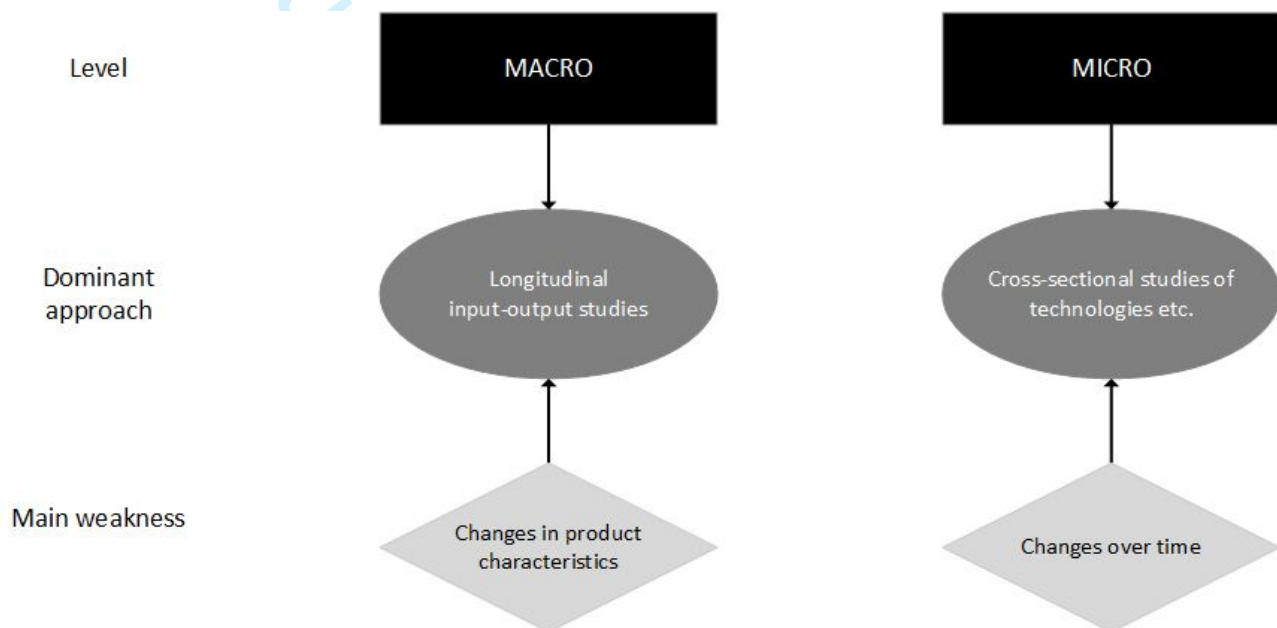 Level
MACRO
MICRO
Dominant
approach
Longitudinal
input-output studies
Cross-sectional studies of
technologies etc.
Main weakness
Changes in product
characteristics
Changes over time